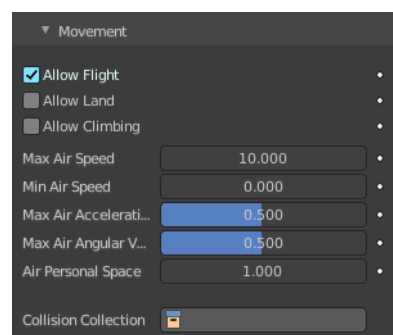 Movement
Allow Flight
Allow Land
Allow Climbing
Max Air Speed 10.000
Min Air Speed 0.000
Max Air Accelerati... 0.500
Max Air Angular V... 0.500
Air Personal Space 1.000
Collision Collection